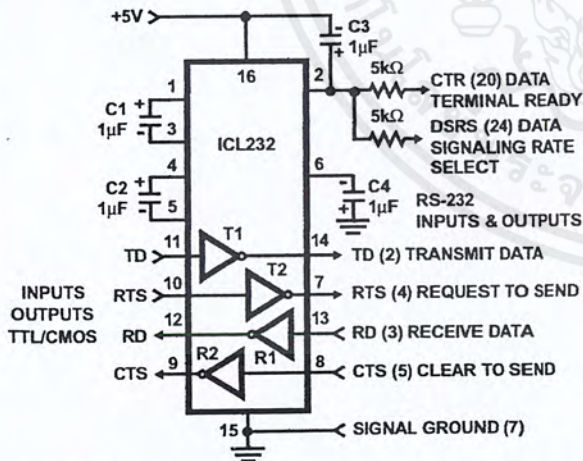 +5V
C3
- 
+ 1µF
16
1
2
5kΩ
CTR (20) DATA
TERMINAL READY
5kΩ
DSRS (24) DATA
SIGNALING RATE
SELECT
C1 +
1µF -
3
ICL232
4
6
C2 +
1µF -
5
- C4
+ 1µF
RS-232
INPUTS & OUTPUTS
T1
TD 11
14 TD (2) TRANSMIT DATA
T2
RTS 10
7 RTS (4) REQUEST TO SEND
INPUTS
OUTPUTS
TTL/CMOS
RD 12
13 RD (3) RECEIVE DATA
R2
R1
CTS 9
8 CTS (5) CLEAR TO SEND
15
SIGNAL GROUND (7)